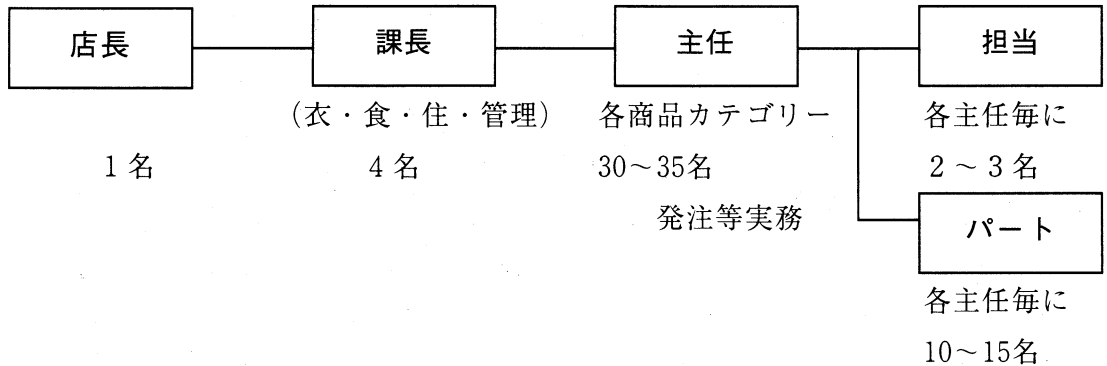 店長
課長
主任
担当
(衣・食・住・管理)
各商品カテゴリー
各主任毎に
1名
4名
30～35名
2～3名
発注等実務
パート
各主任毎に
10～15名